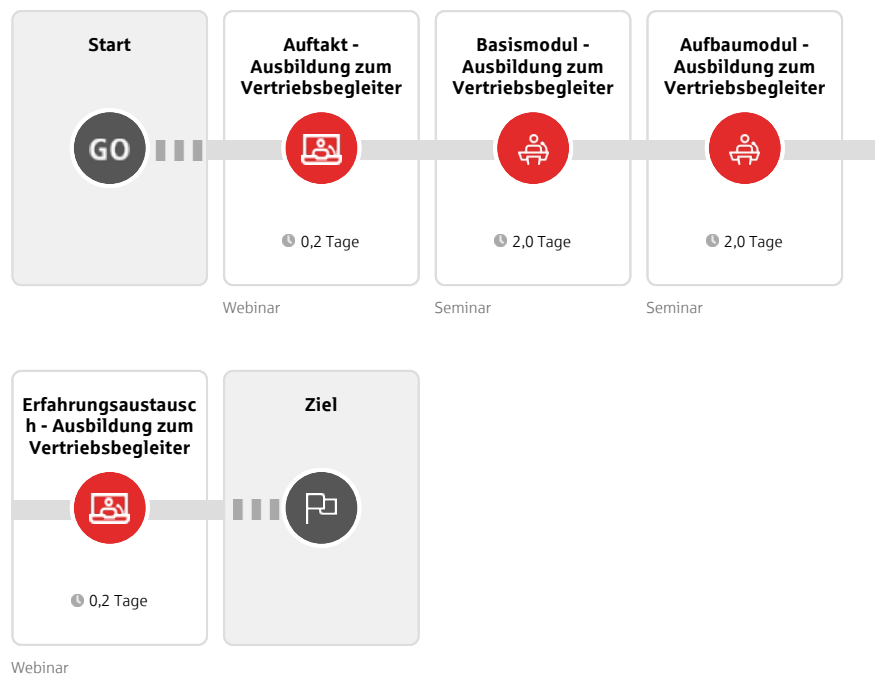 Start
GO
Auftakt -
Ausbildung zum
Vertriebsbegleiter
0,2 Tage
Webinar
Basismodul -
Ausbildung zum
Vertriebsbegleiter
2,0 Tage
Seminar
Aufbaumodul -
Ausbildung zum
Vertriebsbegleiter
2,0 Tage
Seminar
Erfahrungsaustausc
h - Ausbildung zum
Vertriebsbegleiter
0,2 Tage
Webinar
Ziel